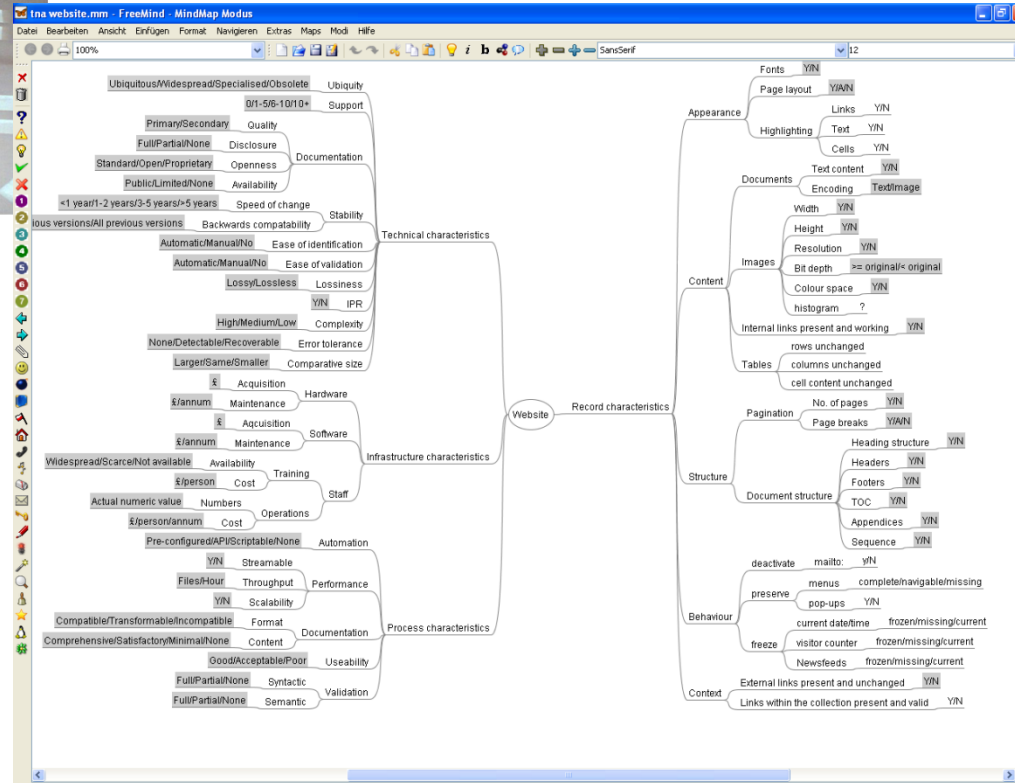 tna website.mm - FreeMind - MindMap Modus
Datei Bearbeiten Ansicht Einfügen Format Navigieren Extras Maps Modi Hilfe
100% i b SansSerif 12
Ubiquitous/Widespread/Specialised/Obsolete Ubiquity
0/1-5/6-10/10+ Support
Primary/Secondary Quality
Full/Partial/None Disclosure
Documentation
Standard/Open/Proprietary Openness
Public/Limited/None Availability
<1 year/1-2 years/3-5 years/>5 years Speed of change
Stability
ious versions/All previous versions Backwards compatability
Technical characteristics
Automatic/Manual/No Ease of identification
Automatic/Manual/No Ease of validation
Lossy/Lossless Lossiness
Y/N IPR
High/Medium/Low Complexity
None/Detectable/Recoverable Error tolerance
Larger/Same/Smaller Comparative size
£ Acquisition
Hardware
£/annum Maintenance
£ Aqcuisition
Software
£/annum Maintenance
Infrastructure characteristics
Widespread/Scarce/Not available Availability
Training
£/person Cost
Staff
Actual numeric value Numbers
Operations
£/person/annum Cost
Pre-configured/API/Scriptable/None Automation
Y/N Streamable
Files/Hour Throughput Performance
Y/N Scalability
Compatible/Transformable/Incompatible Format
Documentation Process characteristics
Comprehensive/Satisfactory/Minimal/None Content
Good/Acceptable/Poor Useability
Full/Partial/None Syntactic
Validation
Full/Partial/None Semantic
Website
Record characteristics
Appearance
Fonts Y/N
Page layout Y/A/N
Highlighting
Links Y/N
Text Y/N
Cells Y/N
Content
Documents
Text content Y/N
Encoding Text/Image
Images
Width Y/N
Height Y/N
Resolution Y/N
Bit depth >= original/< original
Colour space Y/N
histogram ?
Internal links present and working Y/N
Tables
rows unchanged
columns unchanged
cell content unchanged
Structure
Pagination
No. of pages Y/N
Page breaks Y/A/N
Document structure
Heading structure Y/N
Headers Y/N
Footers Y/N
TOC Y/N
Appendices Y/N
Sequence Y/N
Behaviour
deactivate mailto: y/N
preserve
menus complete/navigable/missing
pop-ups Y/N
freeze
current date/time frozen/missing/current
visitor counter frozen/missing/current
Newsfeeds frozen/missing/current
Context
External links present and unchanged Y/N
Links within the collection present and valid Y/N